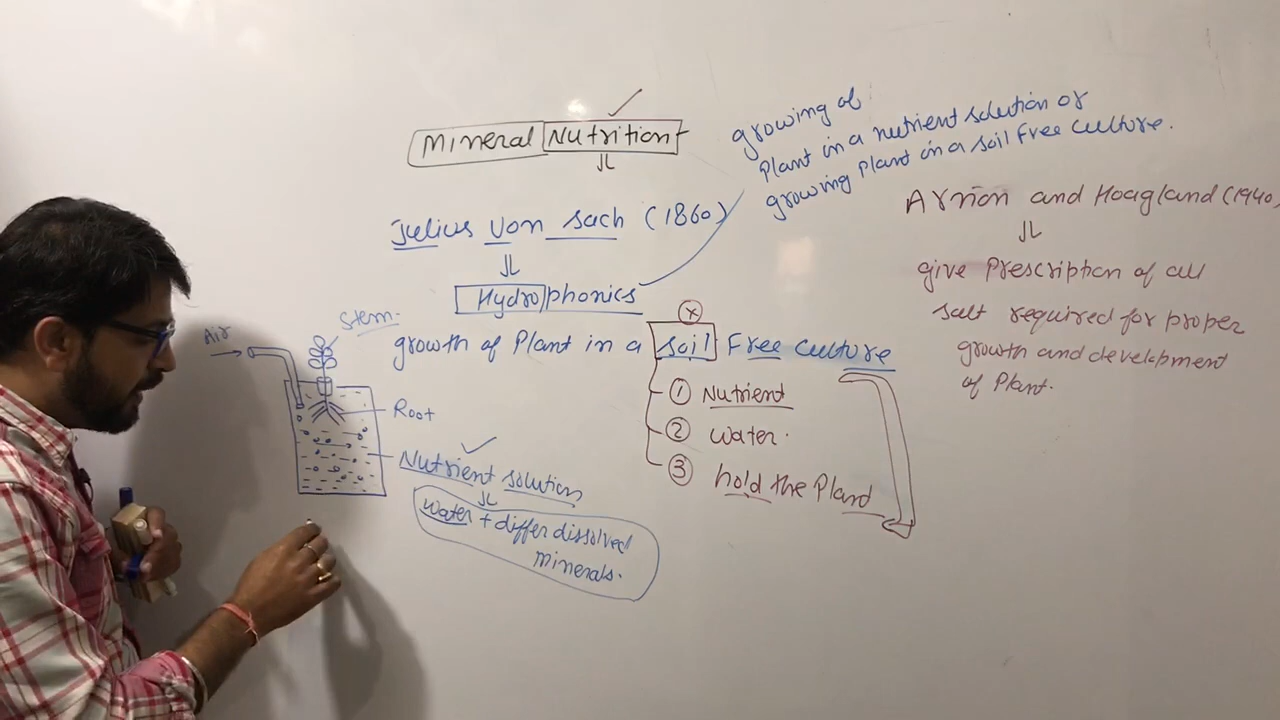 Mineral Nutrition
Julius Von Sach (1860)
Hydrophonics
growth of Plant in a soil Free culture
① Nutrient
② Water.
③ hold the Plant
growing of
Plant in a nutrient solution or
growing plant in a soil free culture.
Arnon and Hoagland (1940)
give Prescription of all
salt required for proper
growth and development
of Plant.
Air
Stem.
Root
Nutrient solution
Water + differ dissolved
minerals.